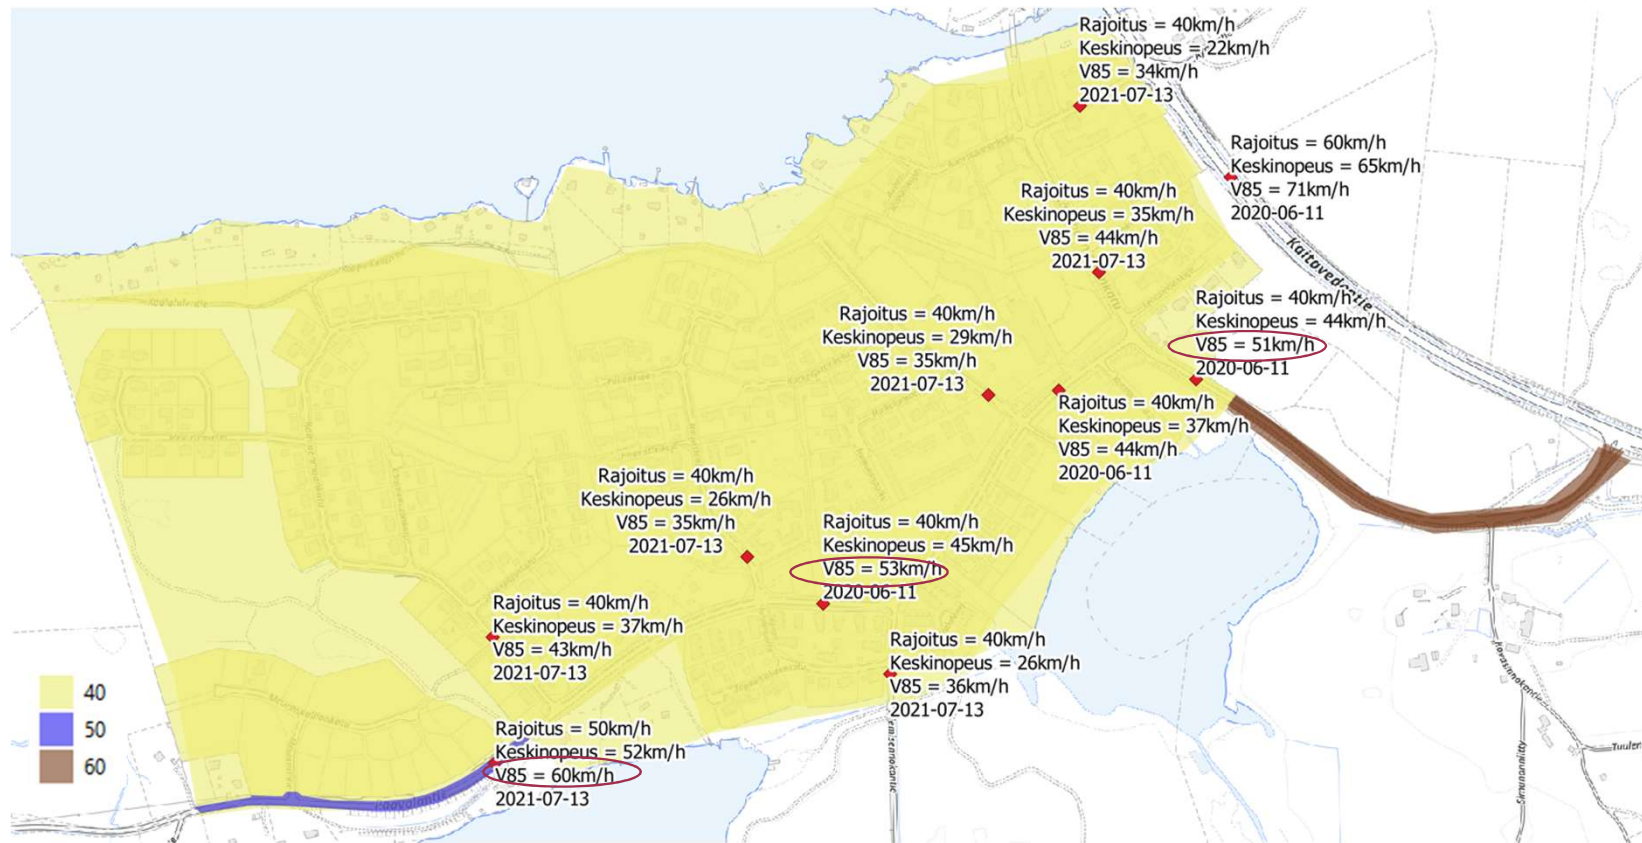 Rajoitus = 40km/h
Keskinopeus = 22km/h
V85 = 34km/h
2021-07-13
Rajoitus = 60km/h
Keskinopeus = 65km/h
V85 = 71km/h
2020-06-11
Rajoitus = 40km/h
Keskinopeus = 35km/h
V85 = 44km/h
2021-07-13
Kaitovedentie
Rajoitus = 40km/h
Keskinopeus = 44km/h
V85 = 51km/h
2020-06-11
Rajoitus = 40km/h
Keskinopeus = 29km/h
V85 = 35km/h
2021-07-13
Rajoitus = 40km/h
Keskinopeus = 37km/h
V85 = 44km/h
2020-06-11
Rajoitus = 40km/h
Keskinopeus = 26km/h
V85 = 35km/h
2021-07-13
Rajoitus = 40km/h
Keskinopeus = 45km/h
V85 = 53km/h
2020-06-11
Rajoitus = 40km/h
Keskinopeus = 37km/h
V85 = 43km/h
2021-07-13
Rajoitus = 40km/h
Keskinopeus = 26km/h
V85 = 36km/h
2021-07-13
Rajoitus = 50km/h
Keskinopeus = 52km/h
V85 = 60km/h
2021-07-13
40
50
60